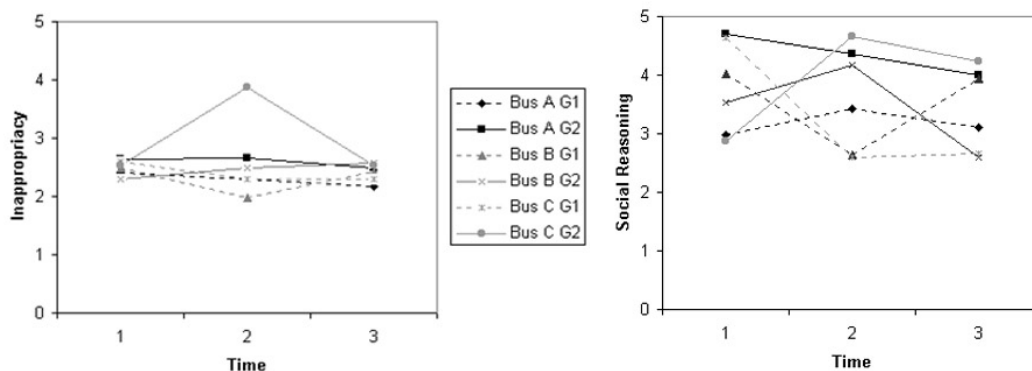 5
4
3
2
1
0
Inappropriacy
1 2 3
Time
Bus A G1
Bus A G2
Bus B G1
Bus B G2
Bus C G1
Bus C G2
5
4
3
2
1
0
Social Reasoning
1 2 3
Time